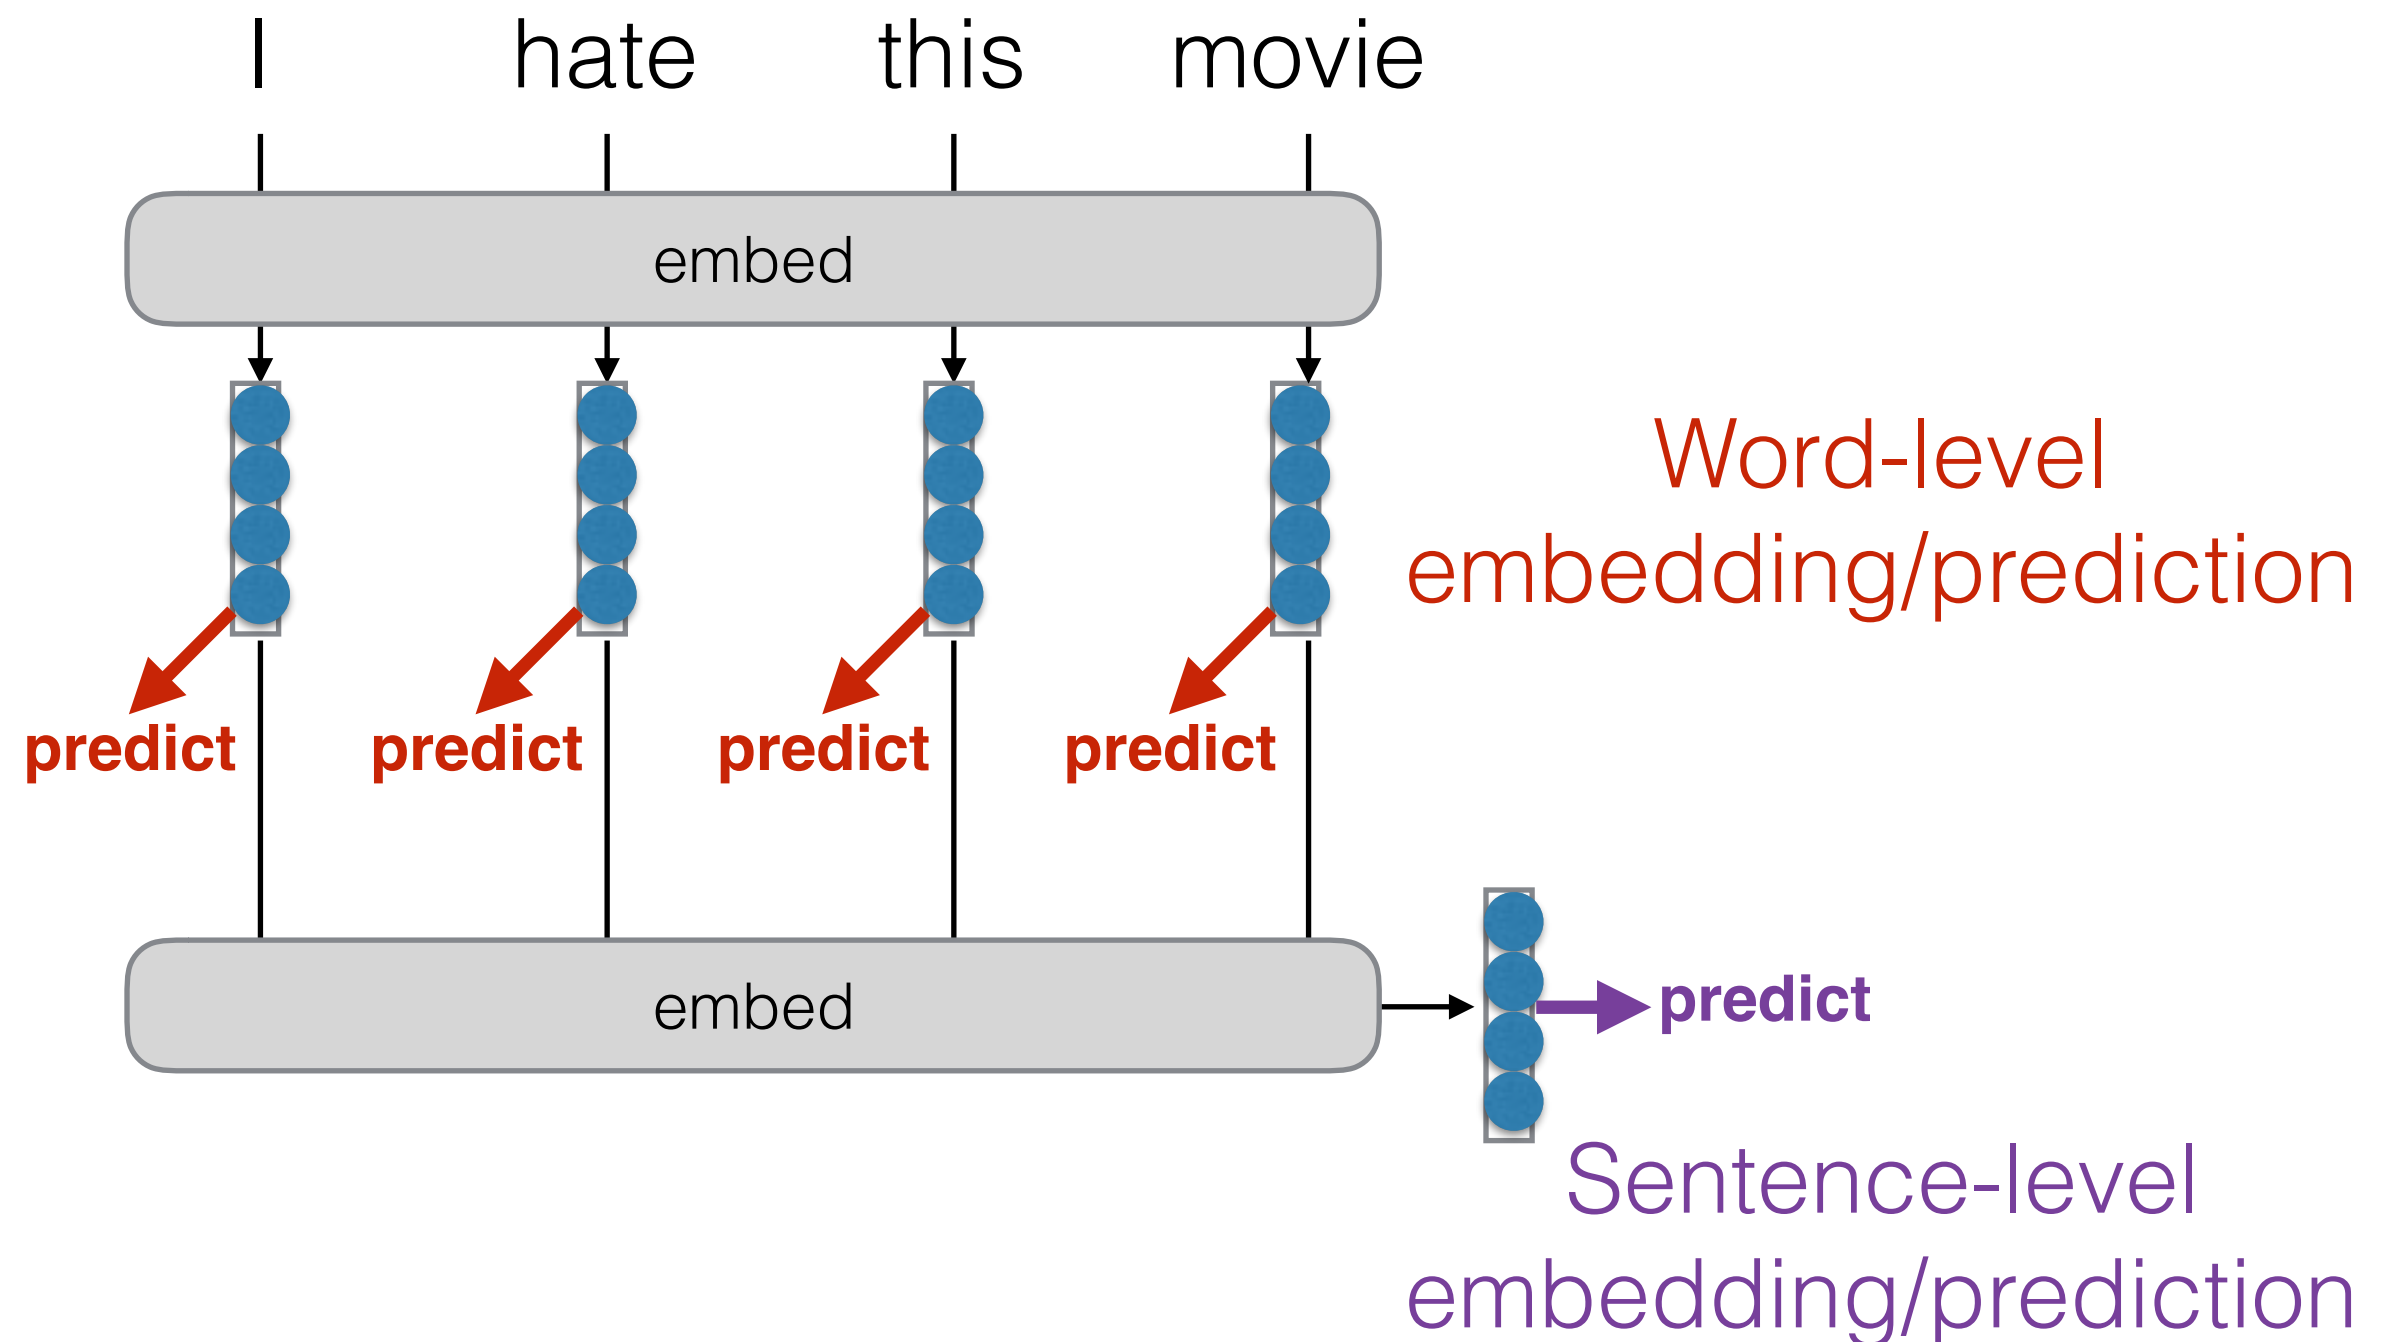 I hate this movie
embed
Word-level
embedding/prediction
predict predict predict predict
embed
predict
Sentence-level
embedding/prediction